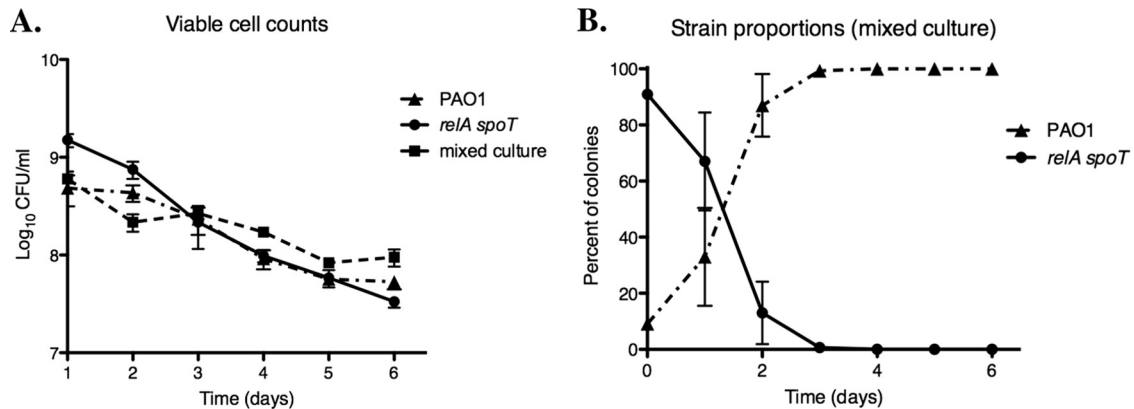 A.
Viable cell counts
10
9
8
7
Log10 CFU/ml
1 2 3 4 5 6
Time (days)
PAO1
relA spoT
mixed culture
B.
Strain proportions (mixed culture)
100
80
60
40
20
0
Percent of colonies
0 2 4 6
Time (days)
PAO1
relA spoT